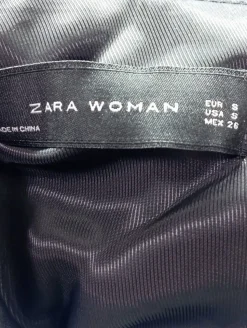 ZARA WOMAN
EUR S
USA S
MEX 26
MADE IN CHINA